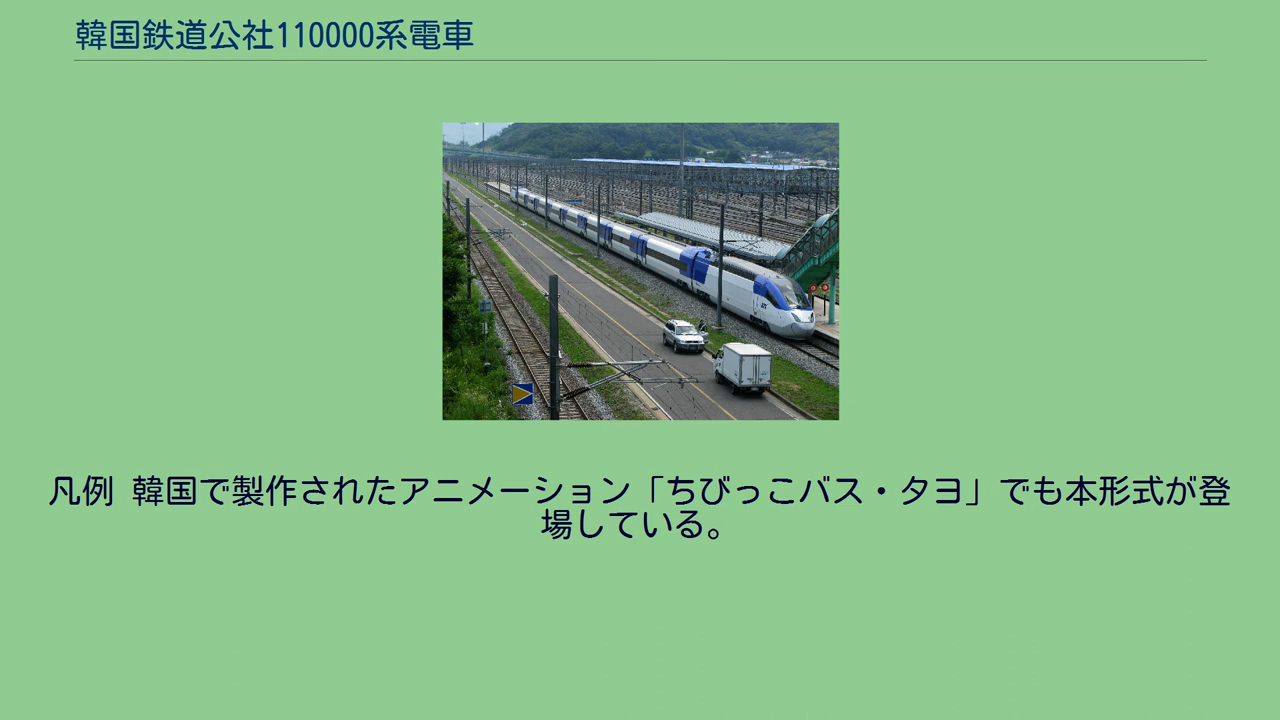 韓国鉄道公社110000系電車
凡例 韓国で製作されたアニメーション「ちびっこバス・タヨ」でも本形式が登
場している。